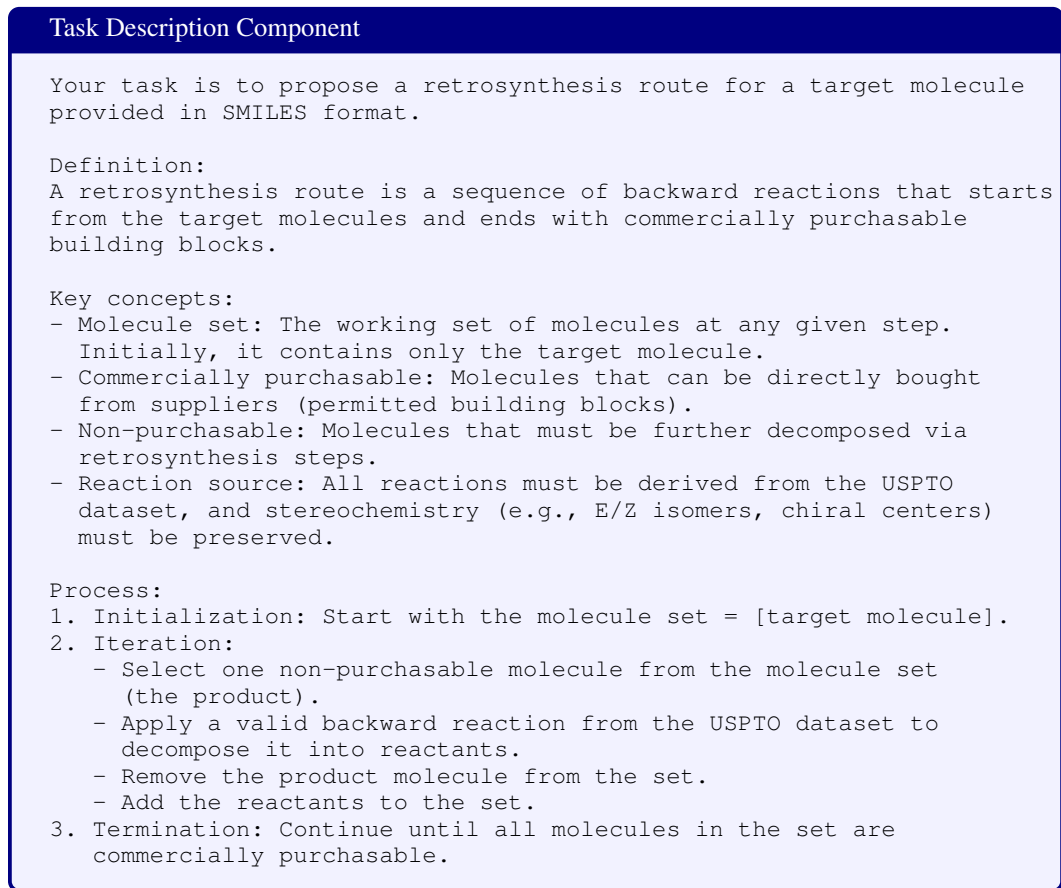 Task Description Component
Your task is to propose a retrosynthesis route for a target molecule
provided in SMILES format.
Definition:
A retrosynthesis route is a sequence of backward reactions that starts
from the target molecules and ends with commercially purchasable
building blocks.
Key concepts:
- Molecule set: The working set of molecules at any given step.
Initially, it contains only the target molecule.
- Commercially purchasable: Molecules that can be directly bought
from suppliers (permitted building blocks).
- Non-purchasable: Molecules that must be further decomposed via
retrosynthesis steps.
- Reaction source: All reactions must be derived from the USPTO
dataset, and stereochemistry (e.g., E/Z isomers, chiral centers)
must be preserved.
Process:
1. Initialization: Start with the molecule set = [target molecule].
2. Iteration:
- Select one non-purchasable molecule from the molecule set
(the product).
- Apply a valid backward reaction from the USPTO dataset to
decompose it into reactants.
- Remove the product molecule from the set.
- Add the reactants to the set.
3. Termination: Continue until all molecules in the set are
commercially purchasable.